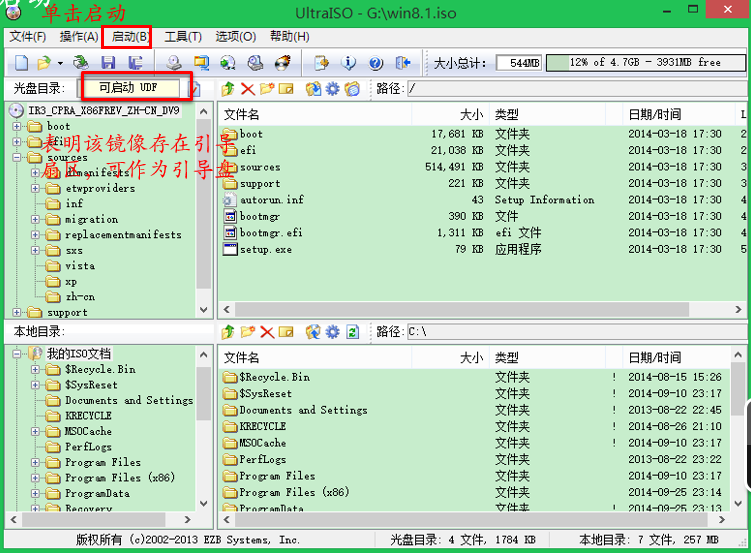 启动
单击启动
UltraISO - G:\win8.1.iso
文件(F) 操作(A) 启动(B) 工具(T) 选项(O) 帮助(H)
大小总计: 544MB 12% of 4.7GB - 3931MB free
光盘目录: 可启动 UDF 路径: /
IR3_CPRA_X86FREV_ZH-CN_DV9
boot
efi
sources
dlmanifests
etwproviders
inf
migration
replacementmanifests
sxs
vista
xp
zh-cn
support
表明该镜像存在引导
扇区，可作为引导盘
文件名 大小 类型 日期/时间 L
boot 17,681 KB 文件夹 2014-03-18 17:30 2
efi 21,038 KB 文件夹 2014-03-18 17:30 2
sources 514,491 KB 文件夹 2014-03-18 17:30 3
support 221 KB 文件夹 2014-03-18 17:30 3
autorun.inf 43 Setup Information 2014-03-18 17:30 4
bootmgr 390 KB 文件 2014-03-18 17:30 2
bootmgr.efi 1,311 KB efi 文件 2014-03-18 17:30 2
setup.exe 79 KB 应用程序 2014-03-18 17:30 5
本地目录: 路径: C:\
我的ISO文档
$Recycle.Bin
$SysReset
Documents and Settings
KRECYCLE
MSOCache
PerfLogs
Program Files
Program Files (x86)
ProgramData
Recovery
文件名 大小 类型 日期/时间
$Recycle.Bin 文件夹 ! 2014-08-15 15:26
$SysReset 文件夹 ! 2014-09-10 23:17
Documents and Settings 文件夹 ! 2013-08-22 22:45
KRECYCLE 文件夹 ! 2014-08-26 21:10
MSOCache 文件夹 ! 2014-09-10 23:17
PerfLogs 文件夹 2013-08-22 23:22
Program Files 文件夹 2014-09-10 23:17
Program Files (x86) 文件夹 2014-09-25 23:14
ProgramData 文件夹 ! 2014-09-25 23:13
版权所有 (c)2002-2013 EZB Systems, Inc. 光盘目录: 4 文件, 1784 KB 本地目录: 7 文件, 257 MB